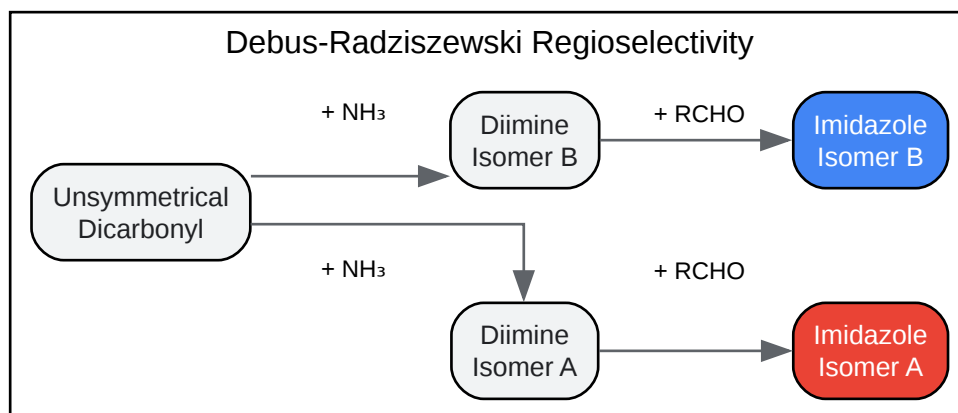 Debus-Radziszewski Regioselectivity
+ NH₃
Diimine
Isomer B
+ RCHO
Imidazole
Isomer B
Unsymmetrical
Dicarbonyl
+ NH₃
Diimine
Isomer A
+ RCHO
Imidazole
Isomer A